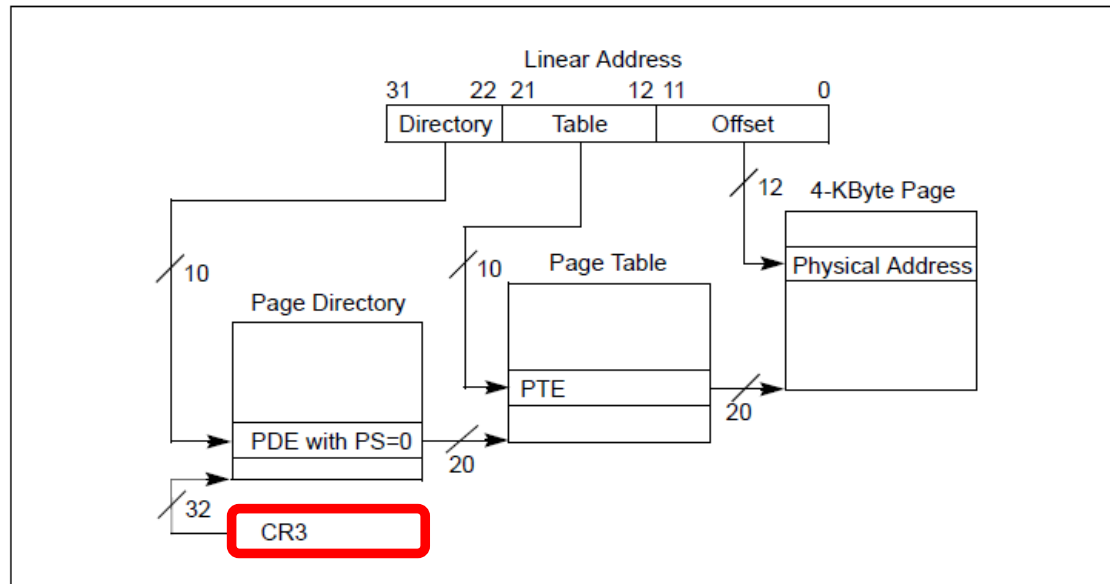 Linear Address
31 22 21 12 11 0
Directory Table Offset
12
4-KByte Page
Physical Address
10
10
Page Table
Page Directory
PTE
20
PDE with PS=0
20
32
CR3